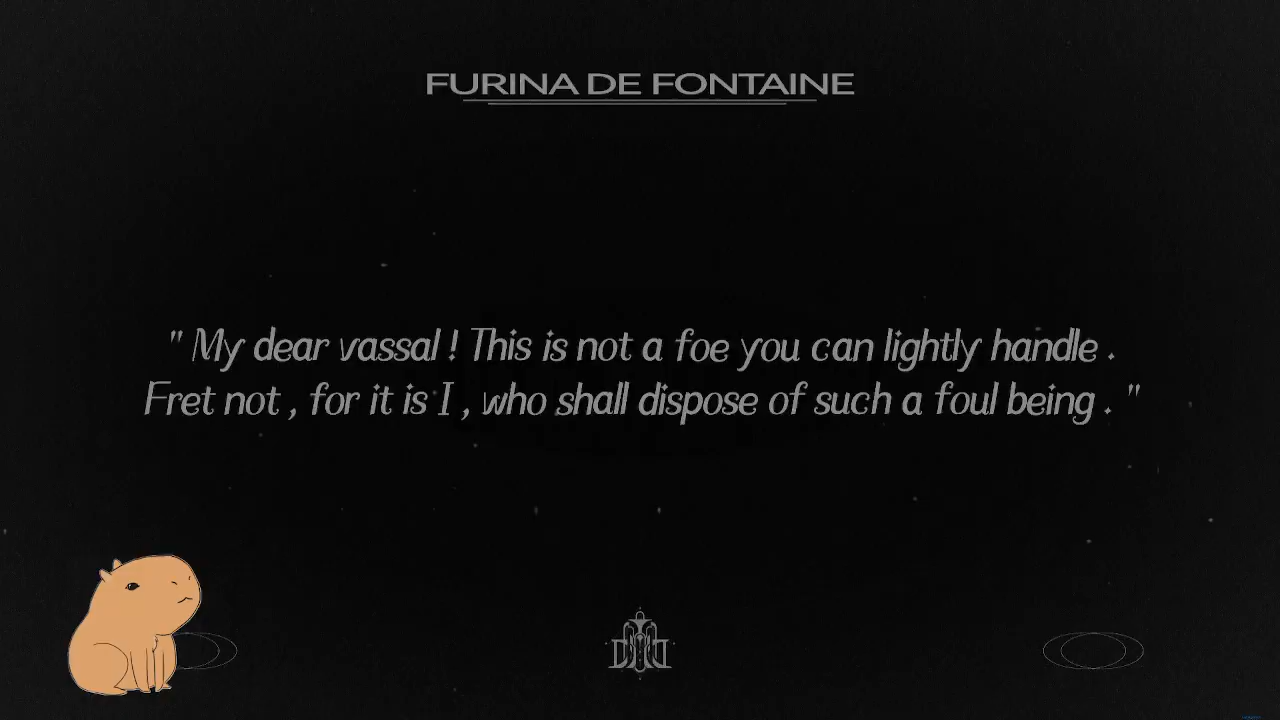 FURINA DE FONTAINE
" My dear vassal ! This is not a foe you can lightly handle .
Fret not , for it is I , who shall dispose of such a foul being . "